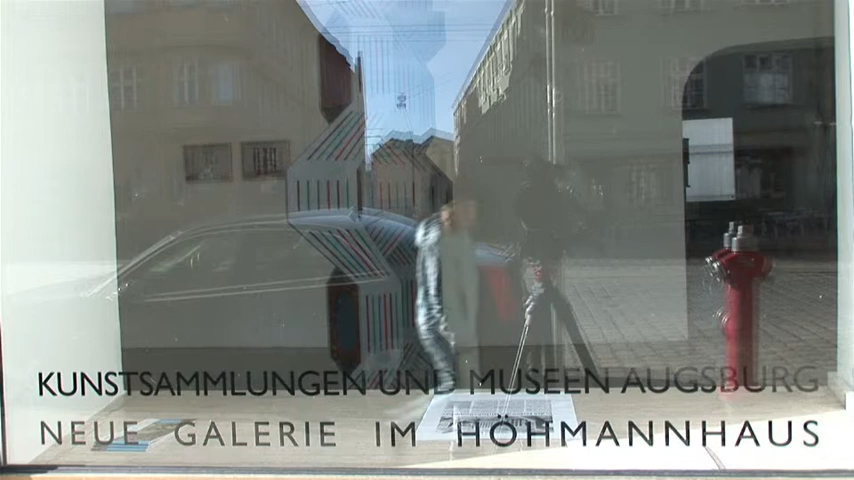 KUNSTSAMMLUNGEN UND MUSEEN AUGSBURG
NEUE GALERIE IM HÖHMANNHAUS